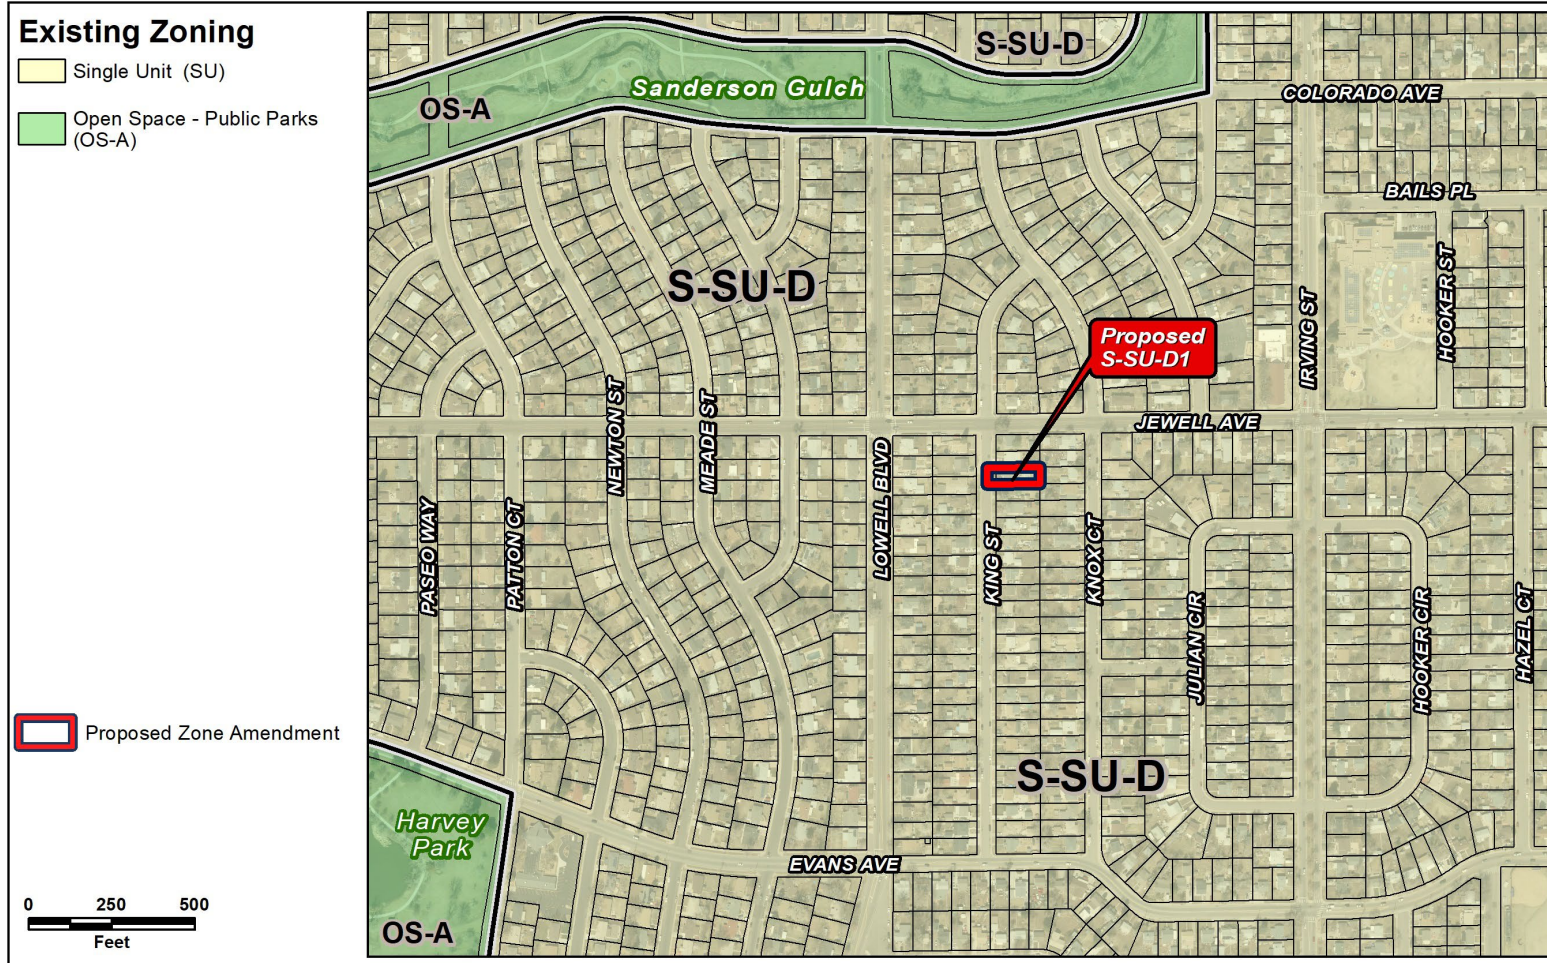 Existing Zoning
Single Unit (SU)
Open Space - Public Parks
(OS-A)
Proposed Zone Amendment
0 250 500
Feet
S-SU-D
Sanderson Gulch
OS-A
COLORADO AVE
BAILS PL
S-SU-D
HOOKER ST
IRVING ST
Proposed
S-SU-D1
JEWELL AVE
NEWTON ST
MEADE ST
LOWELL BLVD
PASEO WAY
PATTON CT
KING ST
KNOX CT
JULIAN CIR
HOOKER CIR
HAZEL CT
S-SU-D
Harvey
Park
EVANS AVE
OS-A